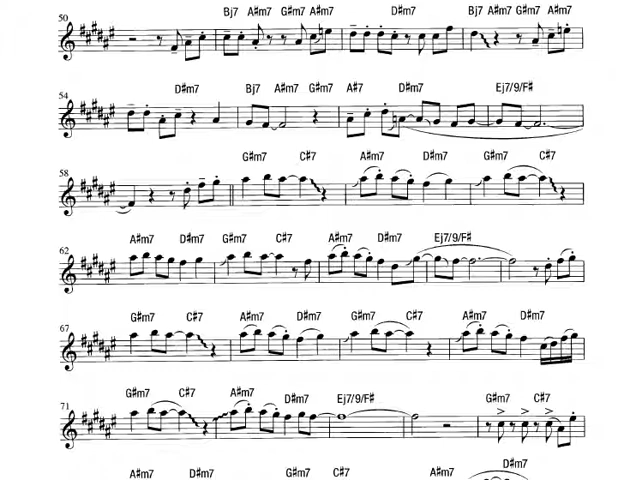 50
Bj7 A#m7 G#m7 A#m7 D#m7 Bj7 A#m7 G#m7 A#m7
54
D#m7 Bj7 A#m7 G#m7 A#7 D#m7 Ej7/9/F#
58
G#m7 C#7 A#m7 D#m7 G#m7 C#7
62
A#m7 D#m7 G#m7 C#7 A#m7 D#m7 Ej7/9/F#
67
G#m7 C#7 A#m7 D#m7 G#m7 C#7 A#m7 D#m7
71
G#m7 C#7 A#m7 D#m7 Ej7/9/F# G#m7 C#7
A#m7 D#m7 G#m7 C#7 A#m7 D#m7